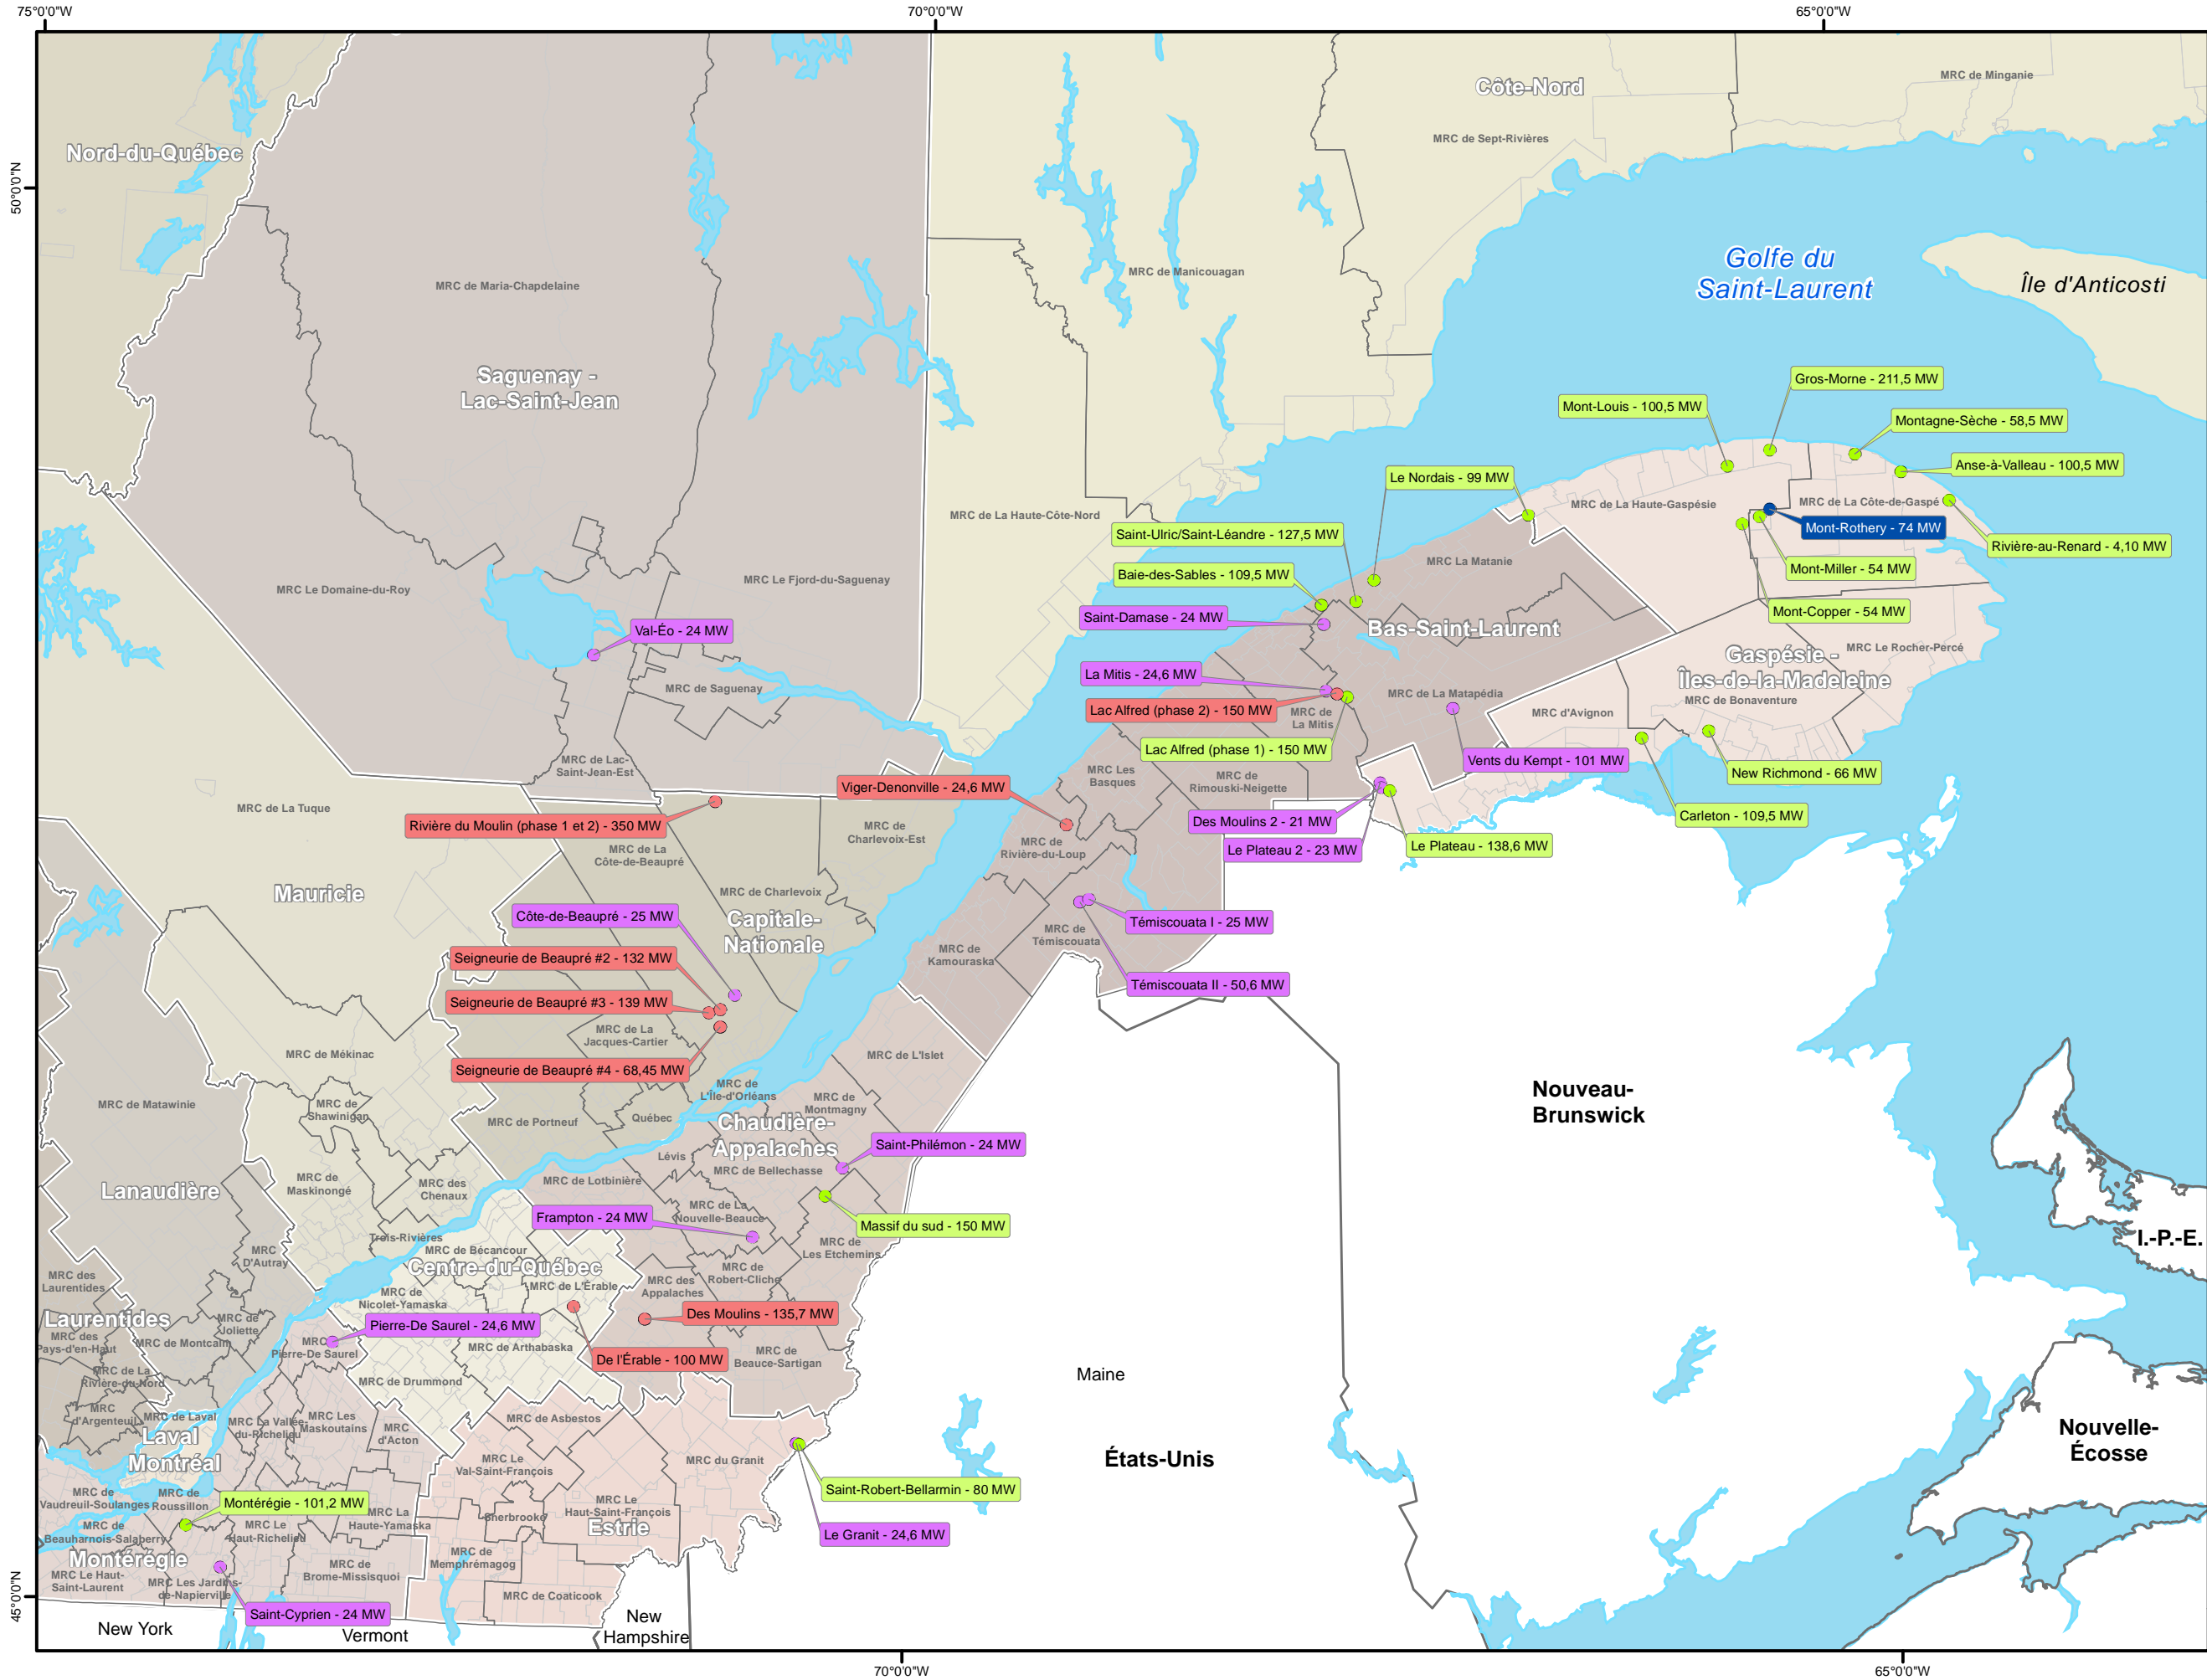 75°0'0"W
70°0'0"W
65°0'0"W
50°0'0"N
45°0'0"N
70°0'0"W
65°0'0"W
Nord-du-Québec
Côte-Nord
MRC de Minganie
MRC de Sept-Rivières
MRC de Manicouagan
MRC de Maria-Chapdelaine
Golfe du
Saint-Laurent
Île d'Anticosti
Saguenay -
Lac-Saint-Jean
Gros-Morne - 211,5 MW
Mont-Louis - 100,5 MW
Montagne-Sèche - 58,5 MW
Anse-à-Valleau - 100,5 MW
Le Nordais - 99 MW
MRC de La Haute-Gaspésie
MRC de La Côte-de-Gaspé
MRC de La Haute-Côte-Nord
Mont-Rothery - 74 MW
Saint-Ulric/Saint-Léandre - 127,5 MW
Rivière-au-Renard - 4,10 MW
MRC La Matanie
Mont-Miller - 54 MW
Baie-des-Sables - 109,5 MW
MRC Le Domaine-du-Roy
MRC Le Fjord-du-Saguenay
Mont-Copper - 54 MW
Saint-Damase - 24 MW
Val-Éo - 24 MW
Bas-Saint-Laurent
MRC Le Rocher-Percé
Gaspésie -
Îles-de-la-Madeleine
La Mitis - 24,6 MW
MRC de Saguenay
MRC de La Matapédia
MRC de Bonaventure
Lac Alfred (phase 2) - 150 MW
MRC de
La Mitis
MRC d'Avignon
Lac Alfred (phase 1) - 150 MW
Vents du Kempt - 101 MW
New Richmond - 66 MW
MRC de Lac-
Saint-Jean-Est
MRC Les
Basques
MRC de
Rimouski-Neigette
Viger-Denonville - 24,6 MW
MRC de La Tuque
Rivière du Moulin (phase 1 et 2) - 350 MW
MRC de
Charlevoix-Est
Des Moulins 2 - 21 MW
Carleton - 109,5 MW
MRC de La
Côte-de-Beaupré
MRC de
Rivière-du-Loup
Le Plateau 2 - 23 MW
Le Plateau - 138,6 MW
Mauricie
MRC de Charlevoix
Côte-de-Beaupré - 25 MW
Capitale-
Nationale
Témiscouata I - 25 MW
MRC de
Témiscouata
MRC de
Kamouraska
Seigneurie de Beaupré #2 - 132 MW
Témiscouata II - 50,6 MW
Seigneurie de Beaupré #3 - 139 MW
MRC de La
Jacques-Cartier
MRC de Mékinac
MRC de L'Islet
Seigneurie de Beaupré #4 - 68,45 MW
Nouveau-
Brunswick
MRC de Matawinie
MRC de
Shawinigan
MRC de Portneuf
Québec
MRC de
L'Île-d'Orléans
MRC de
Montmagny
Chaudière-
Appalaches
Saint-Philémon - 24 MW
Lévis
MRC de Bellechasse
Lanaudière
MRC de
Maskinongé
MRC des
Chenaux
MRC de Lotbinière
MRC de La
Nouvelle-Beauce
Frampton - 24 MW
Massif du sud - 150 MW
I.-P.-E.
Trois-Rivières
MRC de Bécancour
MRC
D'Autray
MRC de
Les Etchemins
Centre-du-Québec
MRC des
Laurentides
MRC de
Nicolet-Yamaska
MRC de L'Érable
MRC des
Appalaches
MRC de
Robert-Cliche
Laurentides
MRC de
Joliette
Pierre-De Saurel - 24,6 MW
Des Moulins - 135,7 MW
MRC des
Pays-d'en-Haut
MRC de Montcalm
MRC
Pierre-De Saurel
MRC de Arthabaska
De l'Érable - 100 MW
MRC de
Beauce-Sartigan
MRC de La
Rivière-du-Nord
MRC de Drummond
Maine
MRC
d'Argenteuil
MRC de Laval
MRC La Vallée-
du-Richelieu
MRC Les
Maskoutains
MRC
d'Acton
MRC de Asbestos
Laval
Montréal
MRC Le
Val-Saint-François
MRC du Granit
États-Unis
Nouvelle-
Écosse
MRC de
Vaudreuil-Soulanges
MRC de
Roussillon
Montérégie - 101,2 MW
Saint-Robert-Bellarmin - 80 MW
MRC Le
Haut-Saint-François
MRC La
Haute-Yamaska
Sherbrooke
Estrie
MRC de
Beauharnois-Salaberry
MRC Le
Haut-Richelieu
Le Granit - 24,6 MW
Montérégie
MRC de
Memphrémagog
MRC Le Haut-
Saint-Laurent
MRC Les Jardins-
de-Napierville
MRC de
Brome-Missisquoi
MRC de Coaticook
Saint-Cyprien - 24 MW
New York
Vermont
New
Hampshire